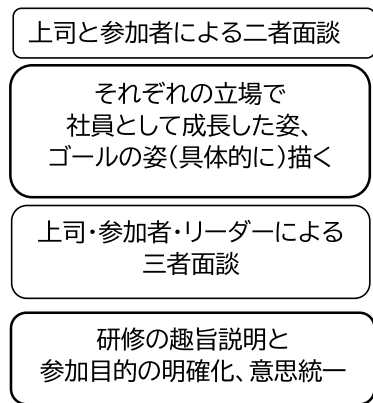 上司と参加者による二者面談
それぞれの立場で
社員として成長した姿、
ゴールの姿(具体的に)描く
上司・参加者・リーダーによる
三者面談
研修の趣旨説明と
参加目的の明確化、意思統一